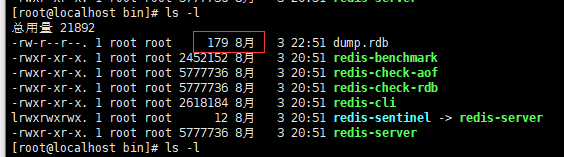 [root@localhost bin]# ls -l
总用量 21892
-rw-r--r--. 1 root root     179 8月   3 22:51 dump.rdb
-rwxr-xr-x. 1 root root 2452152 8月   3 20:51 redis-benchmark
-rwxr-xr-x. 1 root root 5777736 8月   3 20:51 redis-check-aof
-rwxr-xr-x. 1 root root 5777736 8月   3 20:51 redis-check-rdb
-rwxr-xr-x. 1 root root 2618184 8月   3 20:51 redis-cli
lrwxrwxrwx. 1 root root      12 8月   3 20:51 redis-sentinel -> redis-server
-rwxr-xr-x. 1 root root 5777736 8月   3 20:51 redis-server
[root@localhost bin]# ls -l